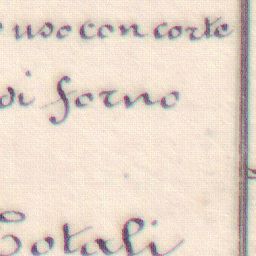 uso con corte
di forno
Totali